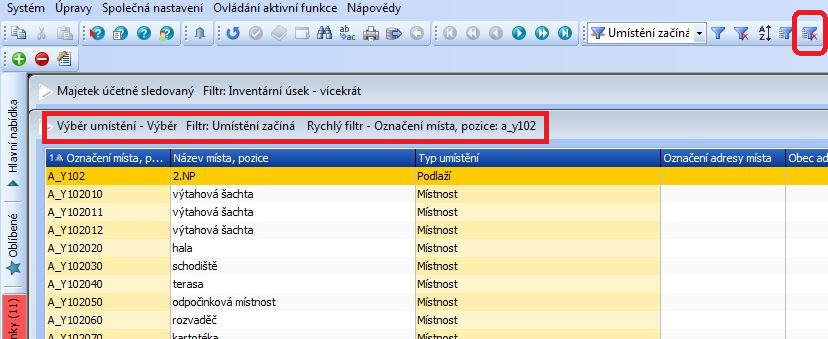 Systém Úpravy Společná nastavení Ovládání aktivní funkce Nápovědy
Umístění začíná
Majetek účetně sledovaný Filtr: Inventární úsek - vícekrát
Výběr umístění - Výběr Filtr: Umístění začíná Rychlý filtr - Označení místa, pozice: a_y102
1 Označení místa, p... Název místa, pozice Typ umístění Označení adresy místa Obec ad
A_Y102 2.NP Podlaží
A_Y102010 výtahová šachta Místnost
A_Y102011 výtahová šachta Místnost
A_Y102012 výtahová šachta Místnost
A_Y102020 hala Místnost
A_Y102030 schodiště Místnost
A_Y102040 terasa Místnost
A_Y102050 odpočinková místnost Místnost
A_Y102060 rozvaděč Místnost
A_Y102070 kartotéka Místnost
Hlavní nabídka
Oblíbené
nky (11)